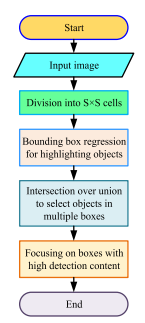 Start
Input image
Division into S×S cells
Bounding box regression
for highlighting objects
Intersection over union
to select objects in
multiple boxes
Focusing on boxes with
high detection content
End